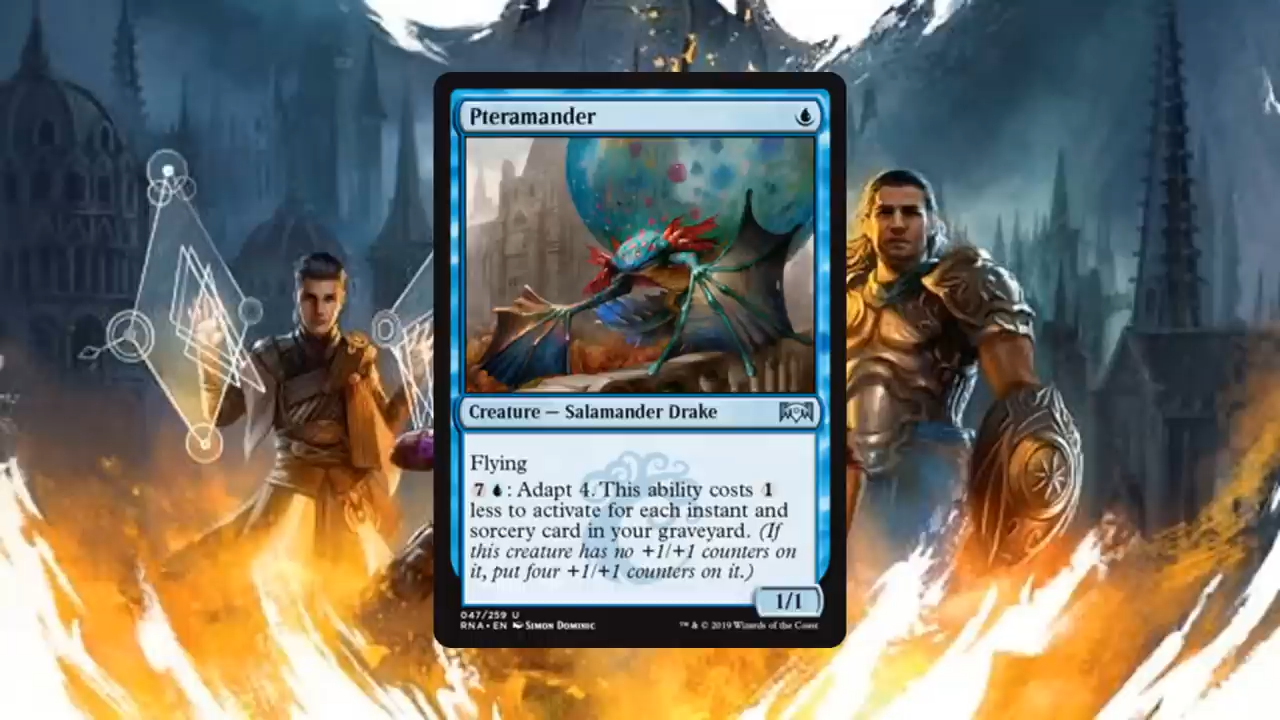 Pteramander
Creature — Salamander Drake
Flying
7 : Adapt 4. This ability costs 1
less to activate for each instant and
sorcery card in your graveyard. (If
this creature has no +1/+1 counters on
it, put four +1/+1 counters on it.)
1/1
047/259 U
RNA • EN Simon Dominic
™ & © 2019 Wizards of the Coast